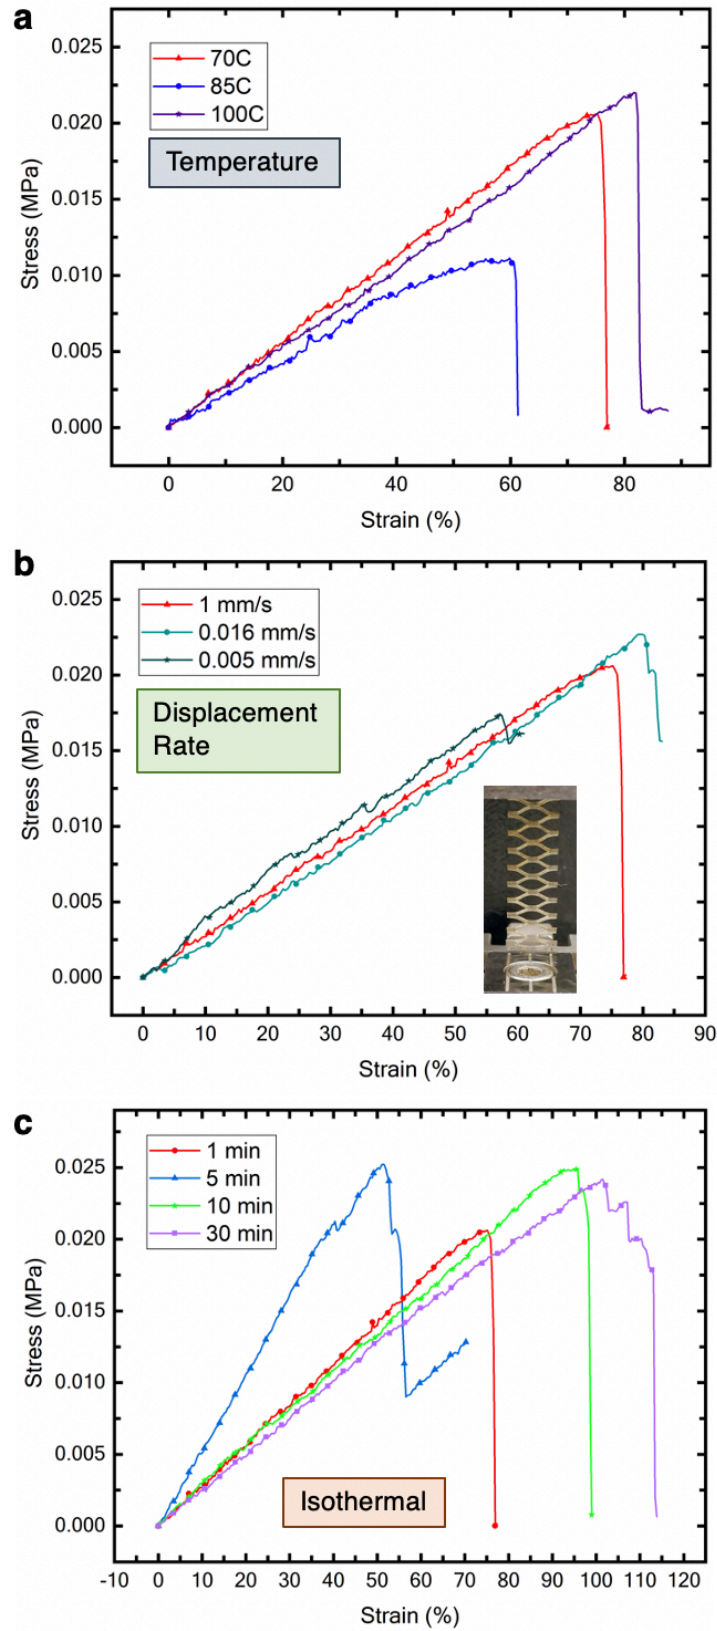 a
0.025
0.020
0.015
0.010
0.005
0.000
Stress (MPa)
70C
85C
100C
Temperature
0
20
40
60
80
Strain (%)
b
0.025
0.020
0.015
0.010
0.005
0.000
Stress (MPa)
1 mm/s
0.016 mm/s
0.005 mm/s
Displacement
Rate
0
10
20
30
40
50
60
70
80
90
Strain (%)
c
0.025
0.020
0.015
0.010
0.005
0.000
Stress (MPa)
1 min
5 min
10 min
30 min
Isothermal
-10
0
10
20
30
40
50
60
70
80
90
100
110
120
Strain (%)